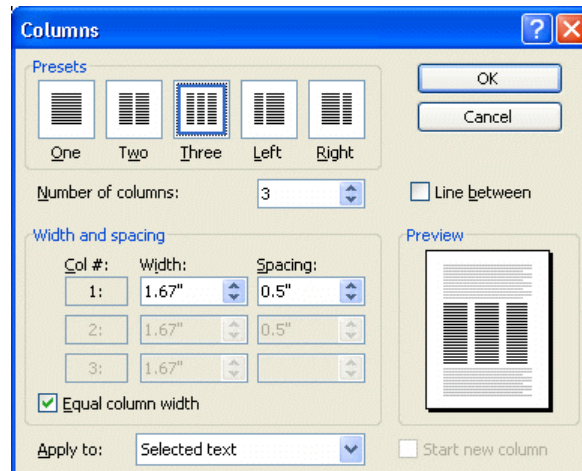 Columns
Presets
OK
Cancel
One Two Three Left Right
Number of columns: 3
Line between
Width and spacing
Preview
Col #: Width: Spacing:
1: 1.67" 0.5"
2: 1.67" 0.5"
3: 1.67"
Equal column width
Apply to: Selected text
Start new column